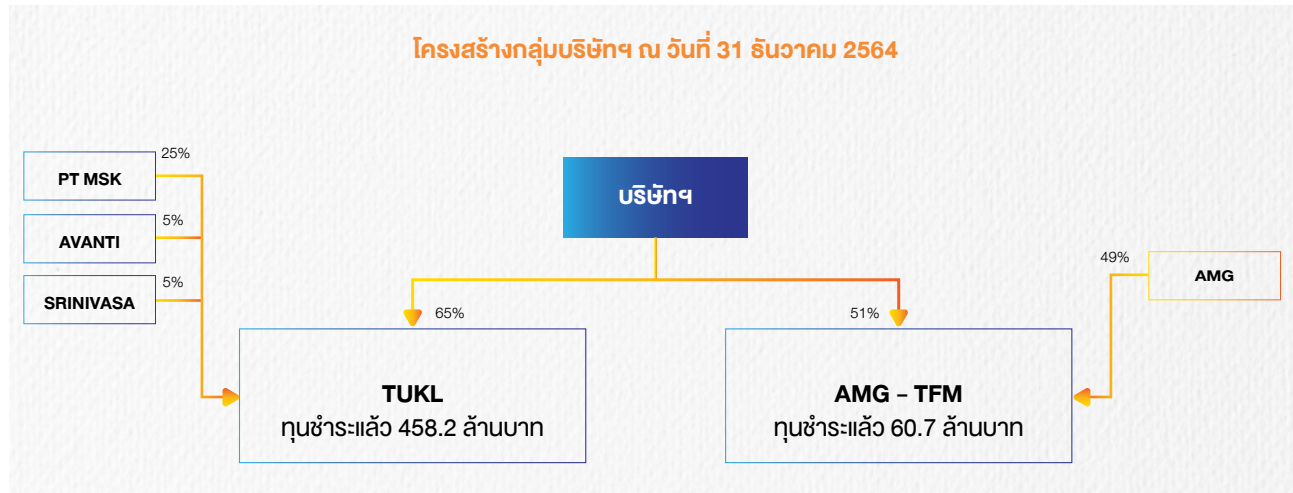 โครงสร้างกลุ่มบริษัทฯ ณ วันที่ 31 ธันวาคม 2564
บริษัทฯ
PT MSK
25%
AVANTI
5%
SRINIVASA
5%
65%
51%
49%
AMG
TUKL
ทุนชำระแล้ว 458.2 ล้านบาท
AMG – TFM
ทุนชำระแล้ว 60.7 ล้านบาท